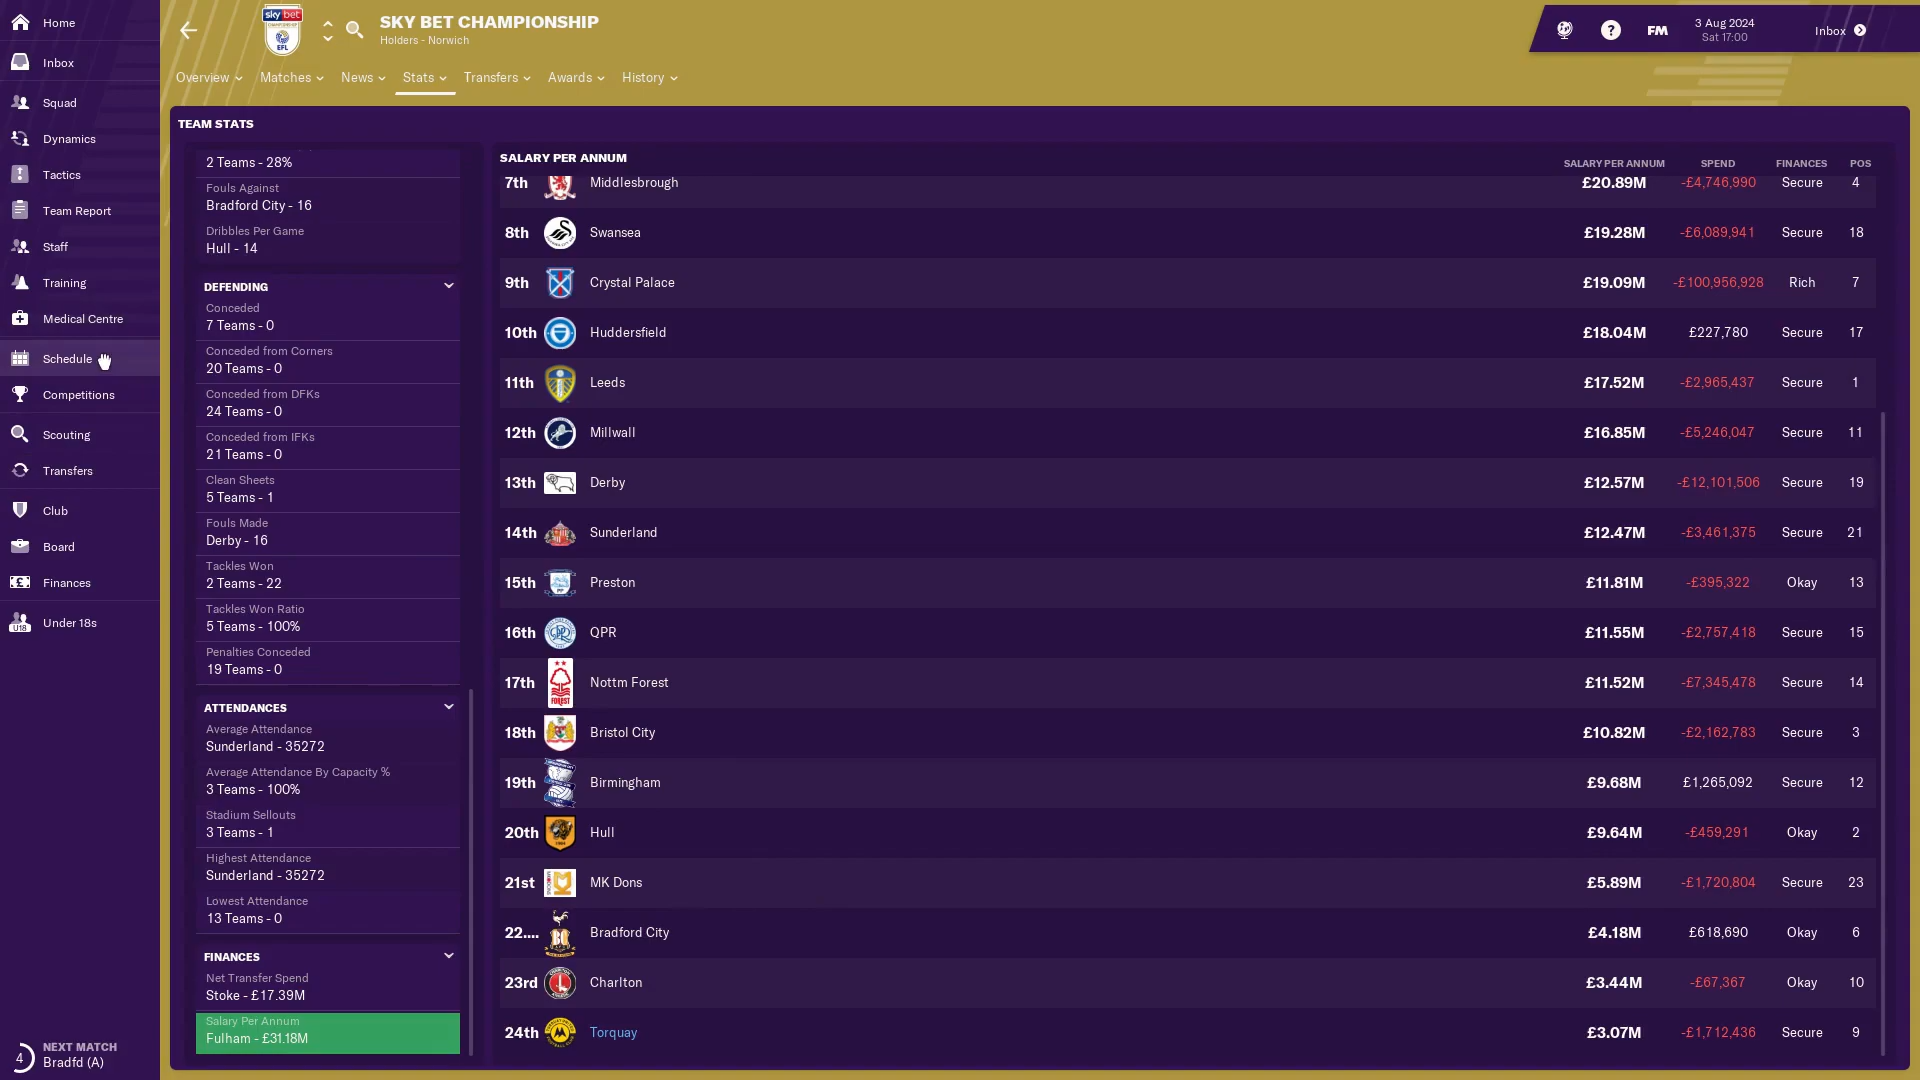 Home
Inbox
Squad
Dynamics
Tactics
Team Report
Staff
Training
Medical Centre
Schedule
Competitions
Scouting
Transfers
Club
Board
Finances
U18
Under 18s
4
NEXT MATCH
Bradfd (A)
sky bet
EFL
SKY BET CHAMPIONSHIP
Holders - Norwich
?
FM
3 Aug 2024
Sat 17:00
Inbox
Overview
Matches
News
Stats
Transfers
Awards
History
TEAM STATS
2 Teams - 28%
Fouls Against
Bradford City - 16
Dribbles Per Game
Hull - 14
DEFENDING
Conceded
7 Teams - 0
Conceded from Corners
20 Teams - 0
Conceded from DFKs
24 Teams - 0
Conceded from IFKs
21 Teams - 0
Clean Sheets
5 Teams - 1
Fouls Made
Derby - 16
Tackles Won
2 Teams - 22
Tackles Won Ratio
5 Teams - 100%
Penalties Conceded
19 Teams - 0
ATTENDANCES
Average Attendance
Sunderland - 35272
Average Attendance By Capacity %
3 Teams - 100%
Stadium Sellouts
3 Teams - 1
Highest Attendance
Sunderland - 35272
Lowest Attendance
13 Teams - 0
FINANCES
Net Transfer Spend
Stoke - £17.39M
Salary Per Annum
Fulham - £31.18M
SALARY PER ANNUM
SALARY PER ANNUM SPEND FINANCES POS
7th Middlesbrough £20.89M -£4,746,990 Secure 4
8th Swansea £19.28M -£6,089,941 Secure 18
9th Crystal Palace £19.09M -£100,956,928 Rich 7
10th Huddersfield £18.04M £227,780 Secure 17
11th Leeds £17.52M -£2,965,437 Secure 1
12th Millwall £16.85M -£5,246,047 Secure 11
13th Derby £12.57M -£12,101,506 Secure 19
14th Sunderland £12.47M -£3,461,375 Secure 21
15th Preston £11.81M -£395,322 Okay 13
16th QPR £11.55M -£2,757,418 Secure 15
17th FOREST Nottm Forest £11.52M -£7,345,478 Secure 14
18th Bristol City £10.82M -£2,162,783 Secure 3
19th Birmingham £9.68M £1,265,092 Secure 12
20th Hull £9.64M -£459,291 Okay 2
21st MK Dons £5.89M -£1,720,804 Secure 23
22.... Bradford City £4.18M £618,690 Okay 6
23rd Charlton £3.44M -£67,367 Okay 10
24th Torquay £3.07M -£1,712,436 Secure 9